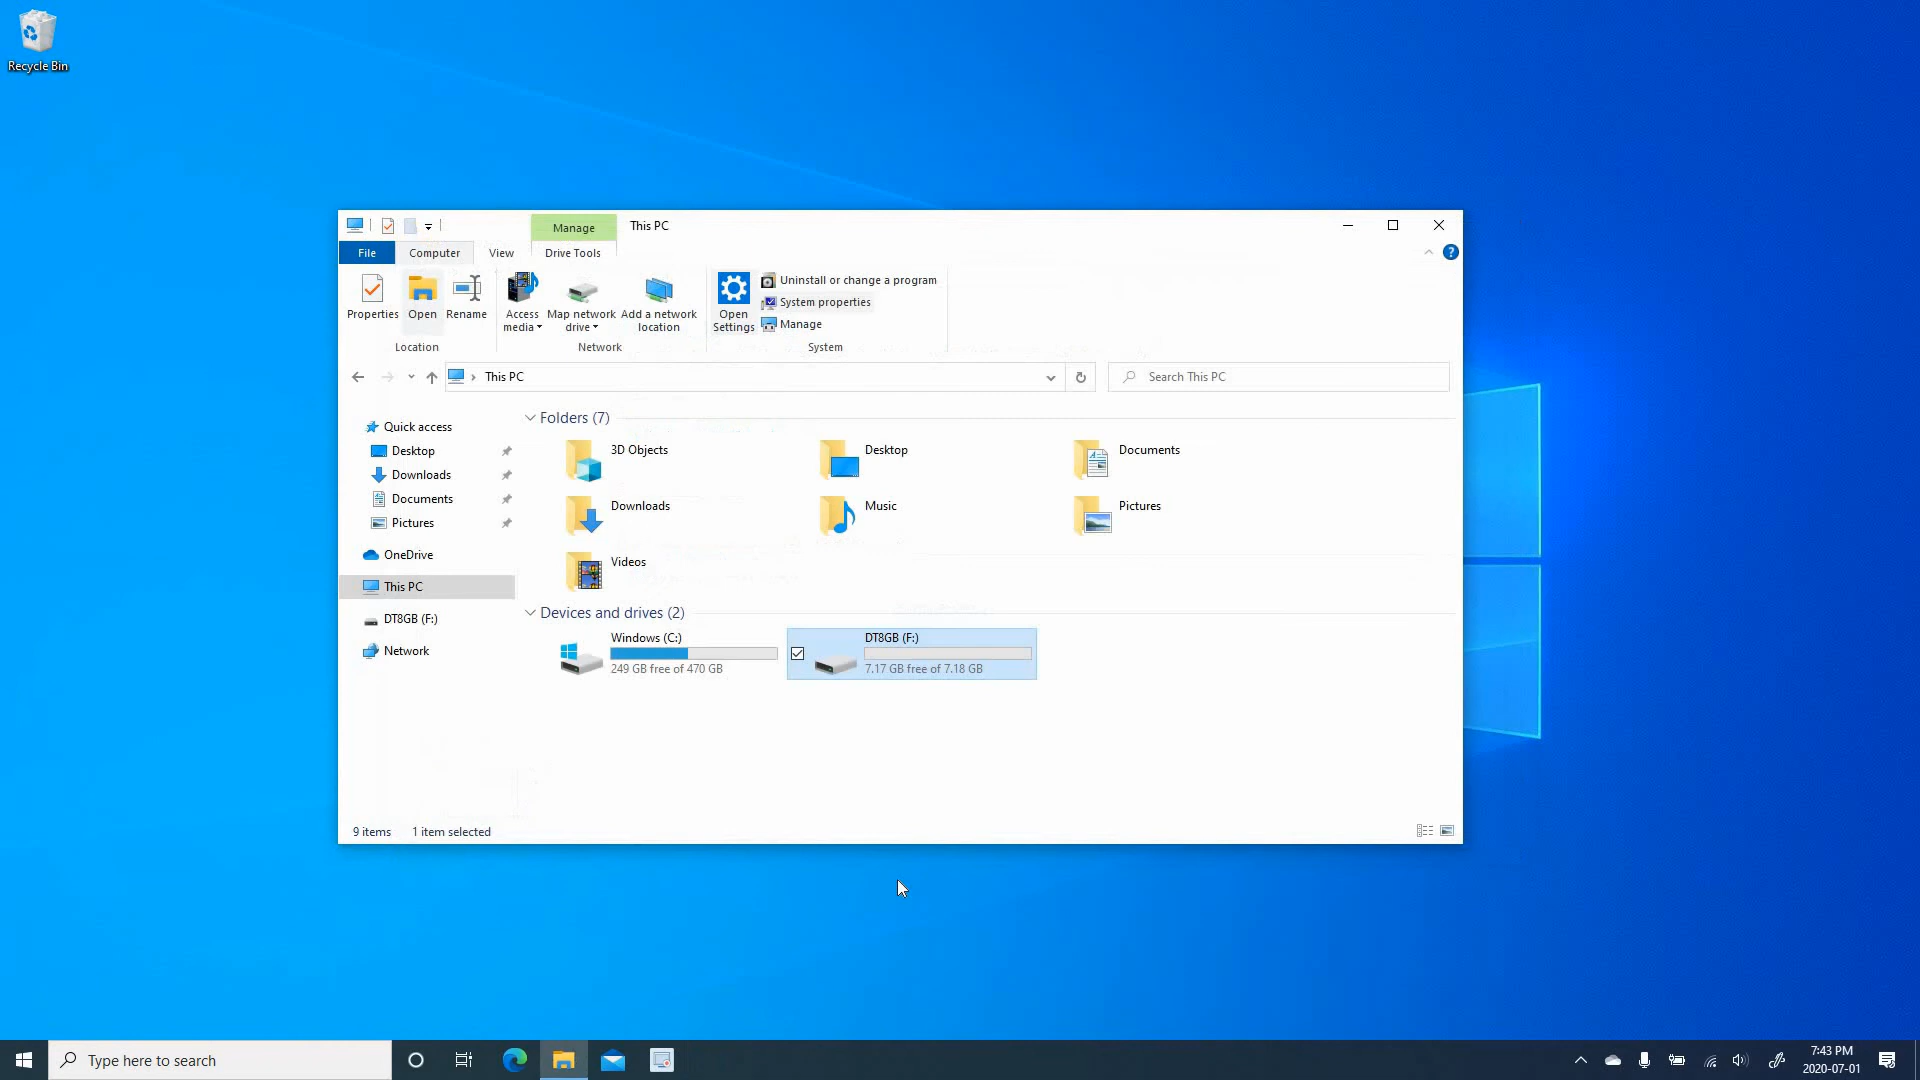 Recycle Bin
Manage
This PC
File
Computer
View
Drive Tools
Properties
Open
Rename
Access media
Map network drive
Add a network location
Open Settings
Uninstall or change a program
System properties
Manage
Location
Network
System
This PC
Search This PC
Quick access
Desktop
Downloads
Documents
Pictures
OneDrive
This PC
DT8GB (F:)
Network
Folders (7)
3D Objects
Desktop
Documents
Downloads
Music
Pictures
Videos
Devices and drives (2)
Windows (C:)
249 GB free of 470 GB
DT8GB (F:)
7.17 GB free of 7.18 GB
9 items
1 item selected
Type here to search
7:43 PM
2020-07-01